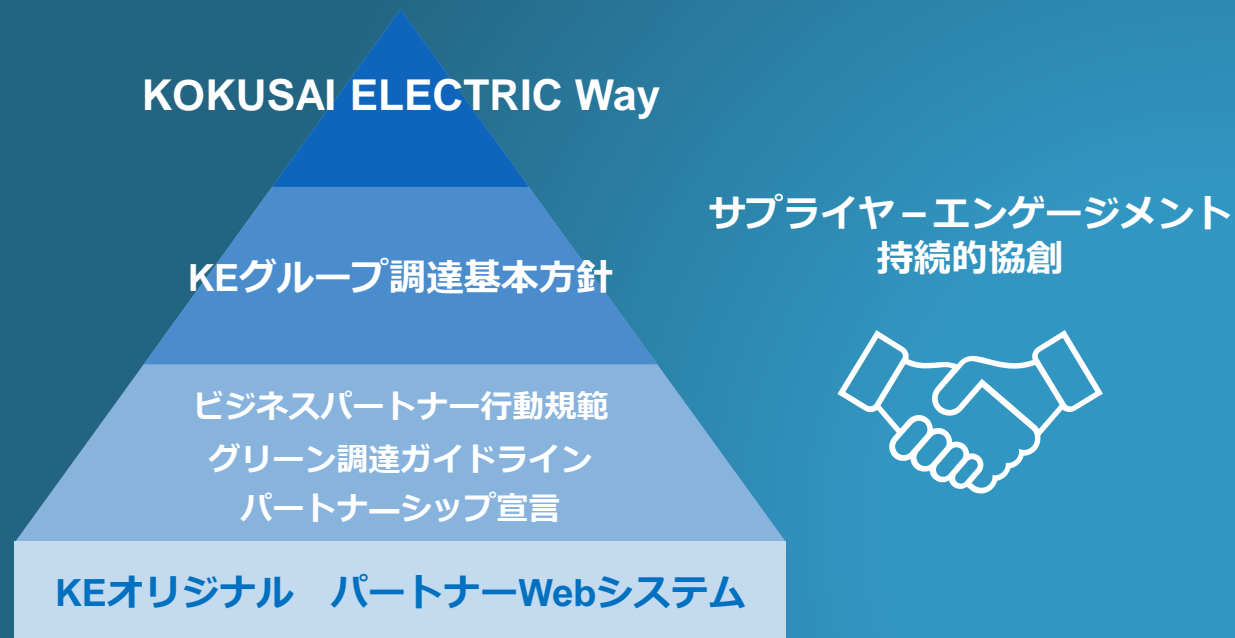 KOKUSAI ELECTRIC Way
KEグループ調達基本方針
ビジネスパートナー行動規範
グリーン調達ガイドライン
パートナーシップ宣言
KEオリジナル　パートナーWebシステム
サプライヤ－エンゲージメント
持続的協創